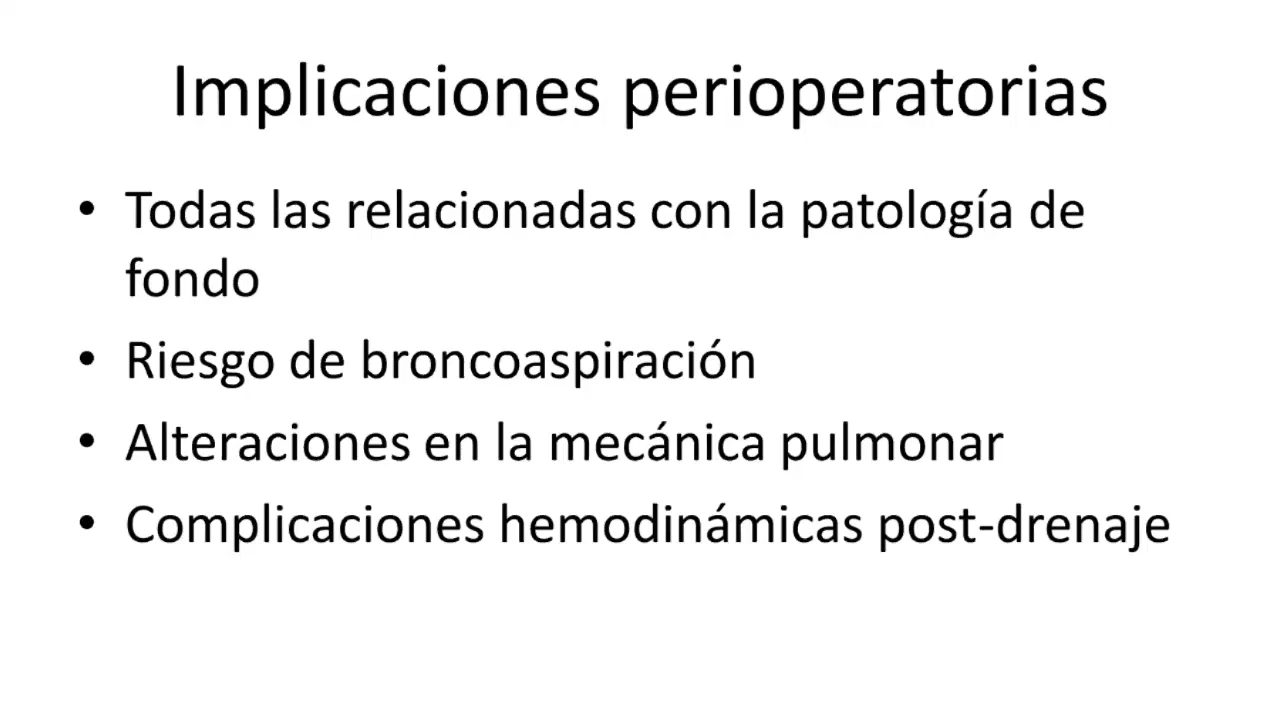 Implicaciones perioperatorias
• Todas las relacionadas con la patología de
fondo
• Riesgo de broncoaspiración
• Alteraciones en la mecánica pulmonar
• Complicaciones hemodinámicas post-drenaje